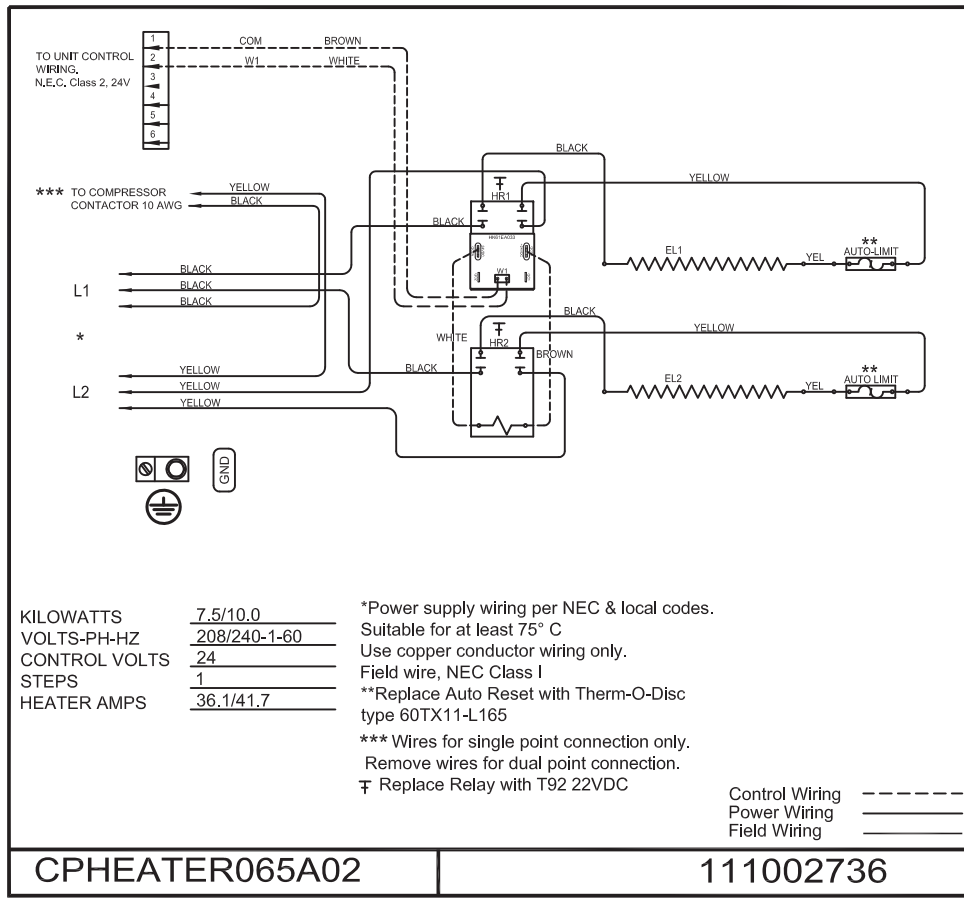 1
COM BROWN
TO UNIT CONTROL
WIRING.
N.E.C. Class 2, 24V
2
W1 WHITE
3
4
5
6
BLACK
*** TO COMPRESSOR
CONTACTOR 10 AWG
YELLOW
BLACK
HR1
YELLOW
BLACK
HN61EA033
W1
EL1
YEL
**
AUTO-LIMIT
L1
BLACK
BLACK
BLACK
*
BLACK
WHITE
HR2
BROWN
YELLOW
L2
YELLOW
YELLOW
YELLOW
BLACK
EL2
YEL
**
AUTO LIMIT
GND
KILOWATTS 7.5/10.0
VOLTS-PH-HZ 208/240-1-60
CONTROL VOLTS 24
STEPS 1
HEATER AMPS 36.1/41.7
*Power supply wiring per NEC & local codes.
Suitable for at least 75° C
Use copper conductor wiring only.
Field wire, NEC Class I
**Replace Auto Reset with Therm-O-Disc
type 60TX11-L165
*** Wires for single point connection only.
Remove wires for dual point connection.
Replace Relay with T92 22VDC
Control Wiring
Power Wiring
Field Wiring
CPHEATER065A02
111002736